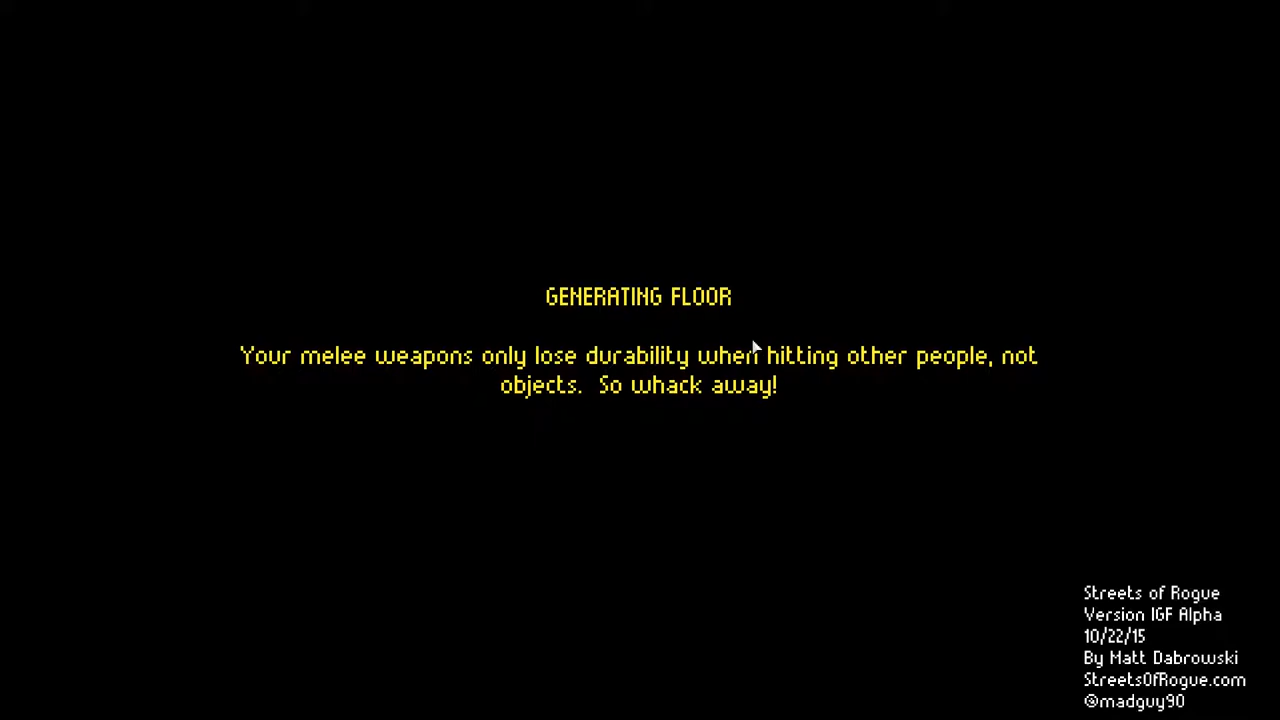 GENERATING FLOOR
Your melee weapons only lose durability when hitting other people, not
objects.  So whack away!
Streets of Rogue
Version IGF Alpha
10/22/15
By Matt Dabrowski
StreetsOfRogue.com
@madguy90